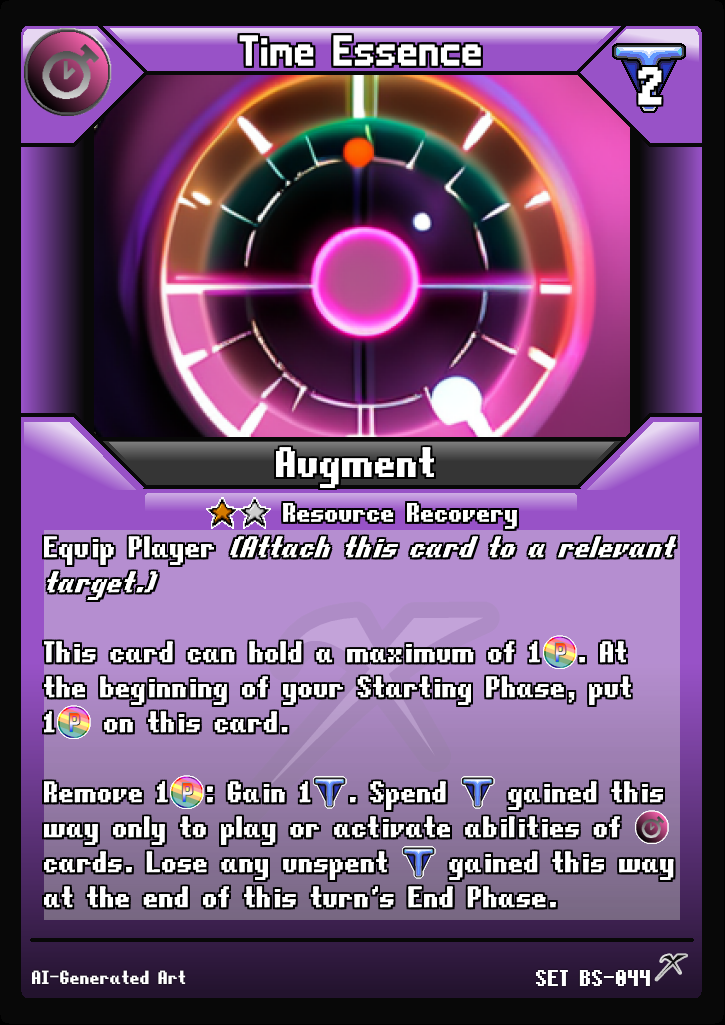 Time Essence
2
Augment
Resource Recovery
Equip Player (Attach this card to a relevant
target.)
This card can hold a maximum of 1P. At
the beginning of your Starting Phase, put
1P on this card.
Remove 1P: Gain 1T. Spend T gained this
way only to play or activate abilities of
cards. Lose any unspent T gained this way
at the end of this turn's End Phase.
AI-Generated Art
SET BS-044